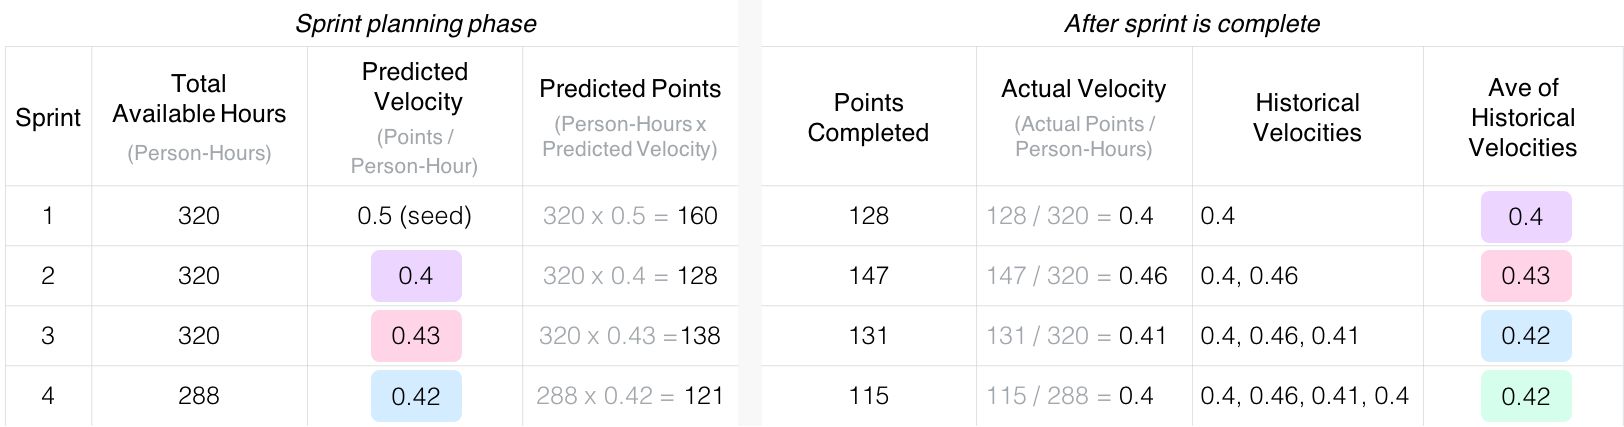 Sprint planning phase
After sprint is complete
Sprint
Total
Available Hours
(Person-Hours)
Predicted
Velocity
(Points /
Person-Hour)
Predicted Points
(Person-Hours x
Predicted Velocity)
Points
Completed
Actual Velocity
(Actual Points /
Person-Hours)
Historical
Velocities
Ave of
Historical
Velocities
1 320 0.5 (seed) 320 x 0.5 = 160 128 128 / 320 = 0.4 0.4 0.4
2 320 0.4 320 x 0.4 = 128 147 147 / 320 = 0.46 0.4, 0.46 0.43
3 320 0.43 320 x 0.43 =138 131 131 / 320 = 0.41 0.4, 0.46, 0.41 0.42
4 288 0.42 288 x 0.42 = 121 115 115 / 288 = 0.4 0.4, 0.46, 0.41, 0.4 0.42